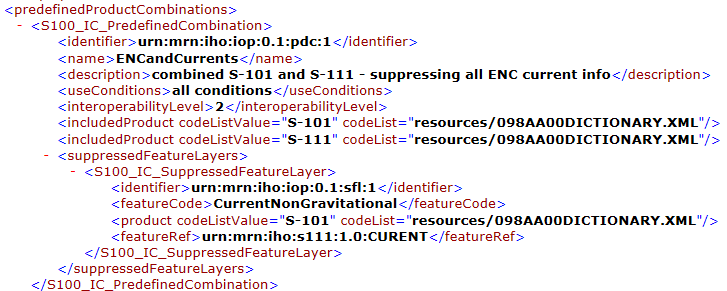 <predefinedProductCombinations>
- <S100_IC_PredefinedCombination>
<identifier>urn:mrn:iho:iop:0.1:pdc:1</identifier>
<name>ENCandCurrents</name>
<description>combined S-101 and S-111 - suppressing all ENC current info</description>
<useConditions>all conditions</useConditions>
<interoperabilityLevel>2</interoperabilityLevel>
<includedProduct codeListValue="S-101" codeList="resources/098AA00DICTIONARY.XML"/>
<includedProduct codeListValue="S-111" codeList="resources/098AA00DICTIONARY.XML"/>
- <suppressedFeatureLayers>
- <S100_IC_SuppressedFeatureLayer>
<identifier>urn:mrn:iho:iop:0.1:sfl:1</identifier>
<featureCode>CurrentNonGravitational</featureCode>
<product codeListValue="S-101" codeList="resources/098AA00DICTIONARY.XML"/>
<featureRef>urn:mrn:iho:s111:1.0:CURENT</featureRef>
</S100_IC_SuppressedFeatureLayer>
</suppressedFeatureLayers>
</S100_IC_PredefinedCombination>